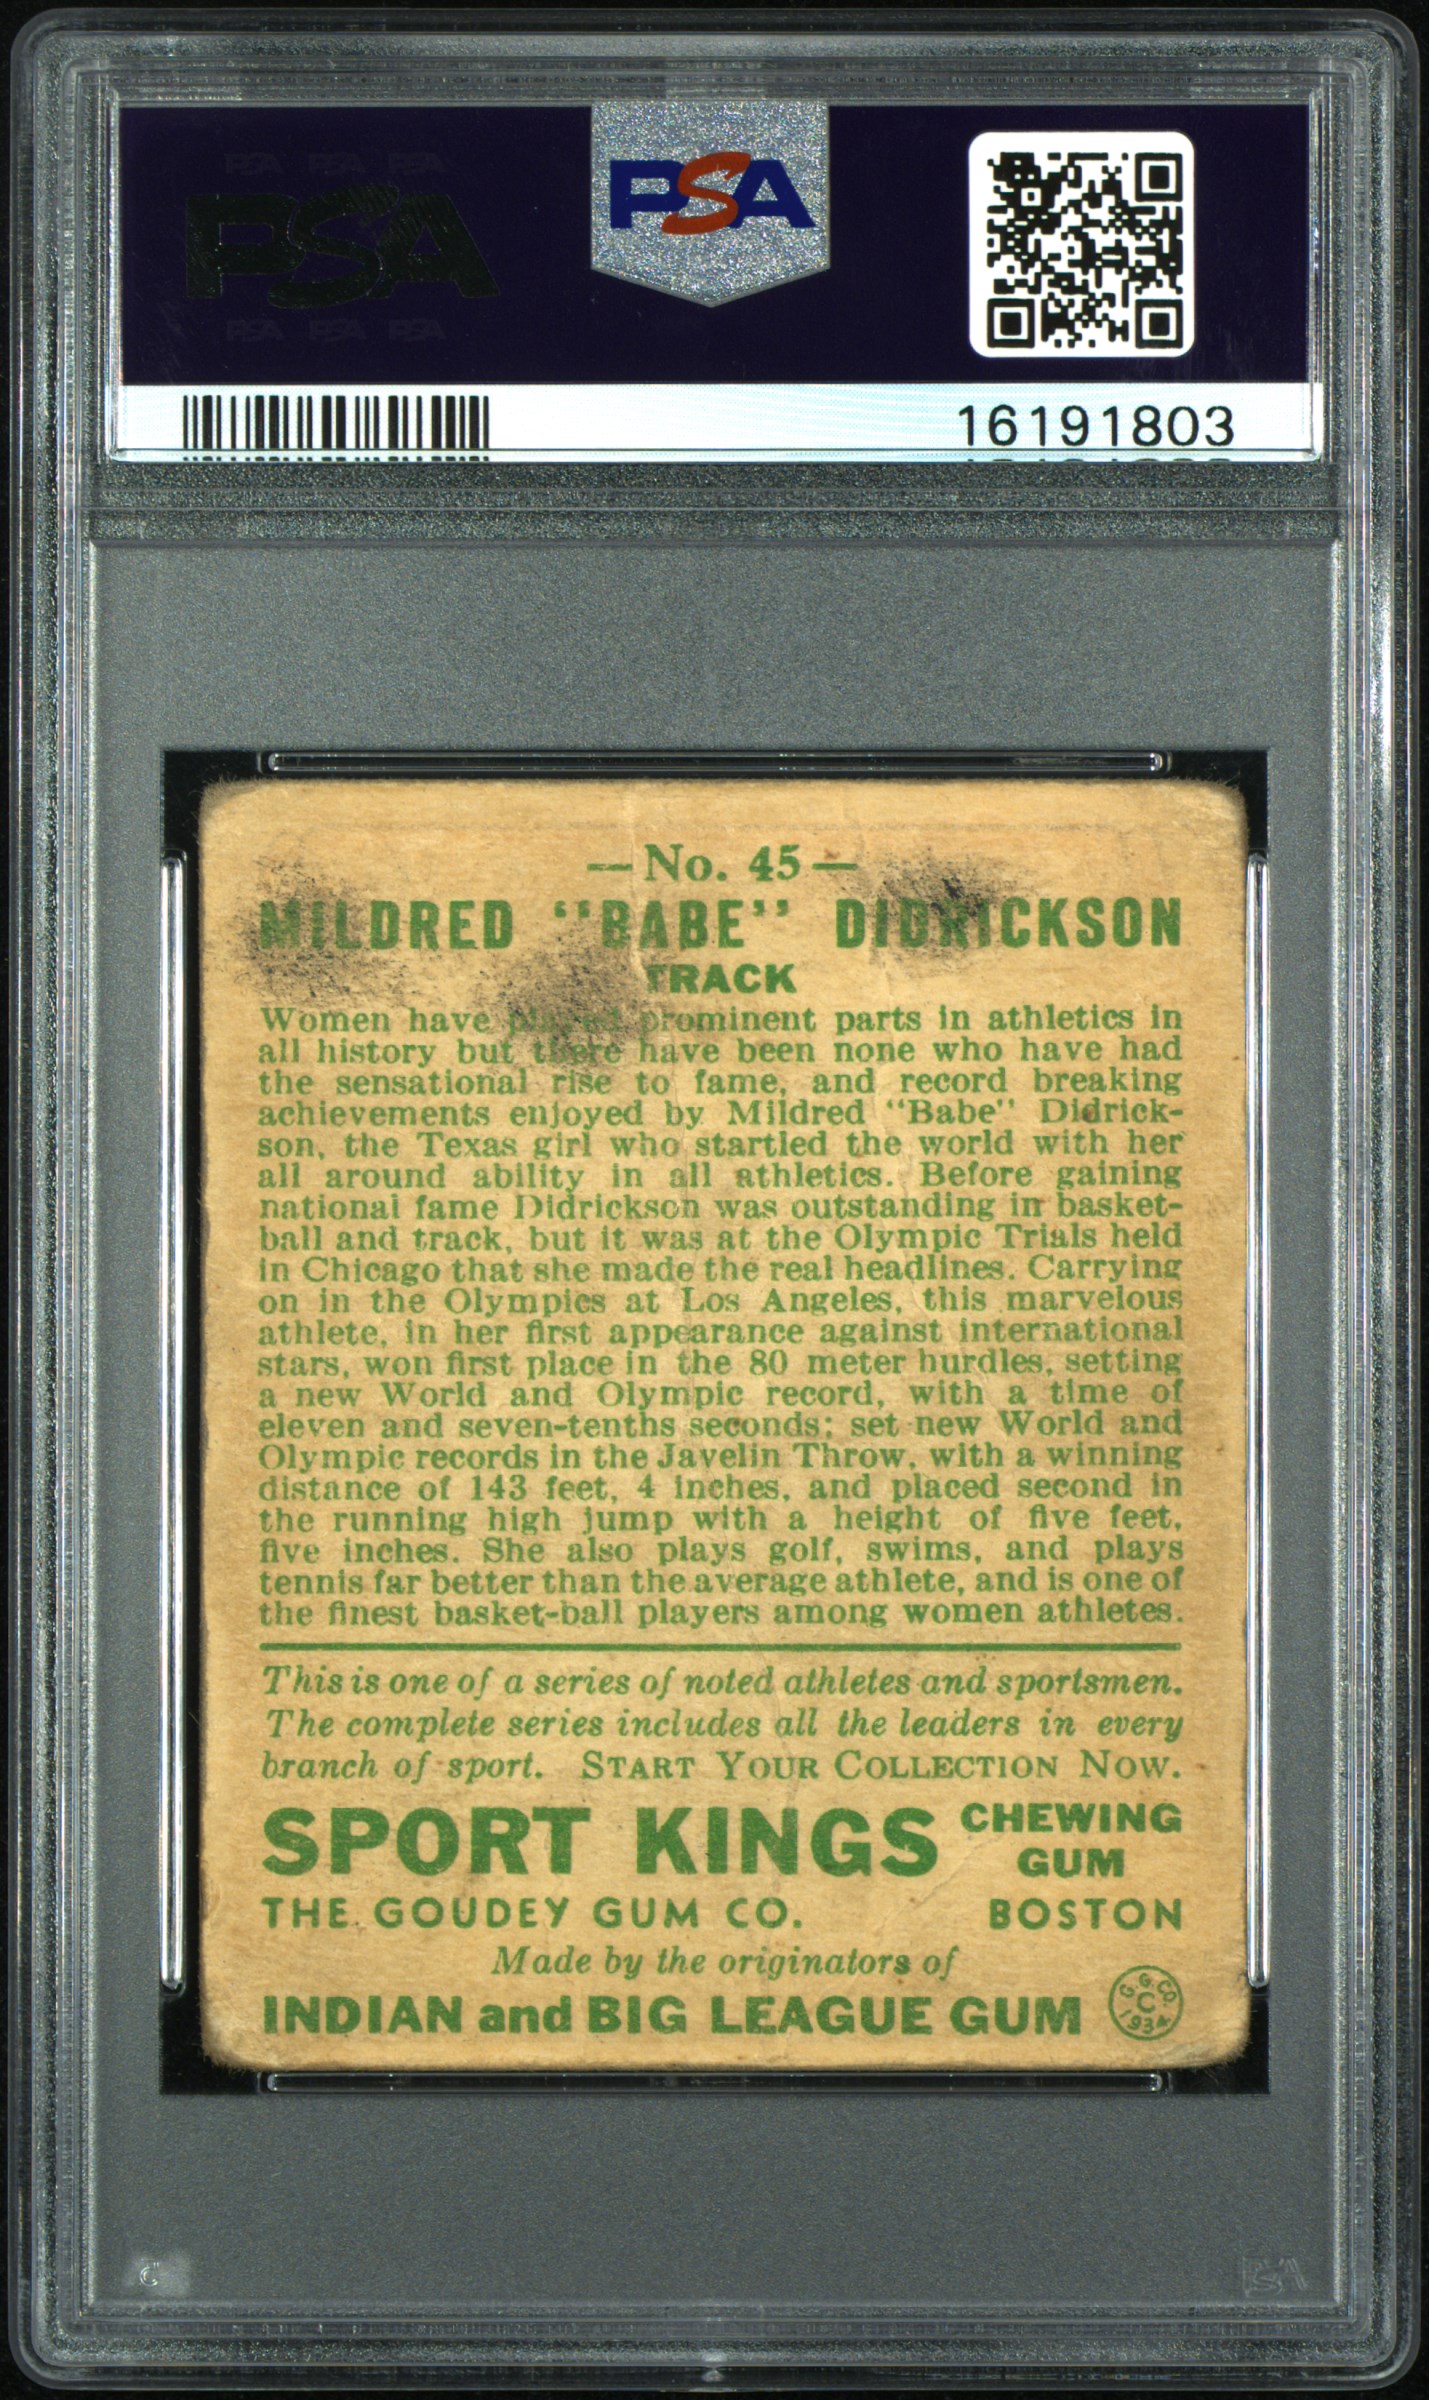 PSA PSA PSA
PSA
PSA PSA PSA
PSA
16191803
— No. 45 —
MILDRED "BABE" DIDRICKSON
TRACK
Women have played prominent parts in athletics in
all history but there have been none who have had
the sensational rise to fame, and record breaking
achievements enjoyed by Mildred "Babe" Didrick-
son, the Texas girl who startled the world with her
all around ability in all athletics. Before gaining
national fame Didrickson was outstanding in basket-
ball and track, but it was at the Olympic Trials held
in Chicago that she made the real headlines. Carrying
on in the Olympics at Los Angeles, this marvelous
athlete, in her first appearance against international
stars, won first place in the 80 meter hurdles, setting
a new World and Olympic record, with a time of
eleven and seven-tenths seconds; set new World and
Olympic records in the Javelin Throw, with a winning
distance of 143 feet, 4 inches, and placed second in
the running high jump with a height of five feet,
five inches. She also plays golf, swims, and plays
tennis far better than the average athlete, and is one of
the finest basket-ball players among women athletes.
This is one of a series of noted athletes and sportsmen.
The complete series includes all the leaders in every
branch of sport. START YOUR COLLECTION NOW.
SPORT KINGS CHEWING GUM
THE GOUDEY GUM CO. BOSTON
Made by the originators of
INDIAN and BIG LEAGUE GUM
G. G. CO. C 1934
C
PSA